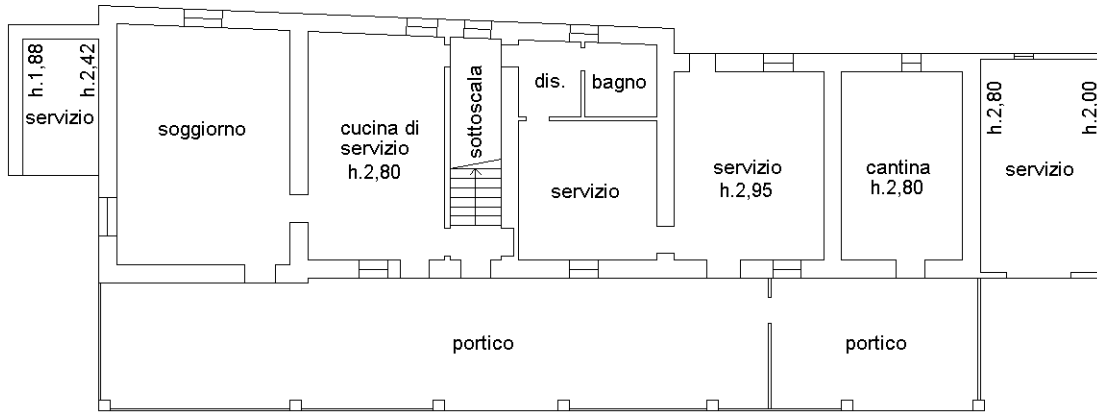 h.1,88
h.2,42
servizio
soggiorno
cucina di
servizio
h.2,80
sottoscala
dis.
bagno
servizio
servizio
h.2,95
cantina
h.2,80
h.2,80
h.2,00
servizio
portico
portico